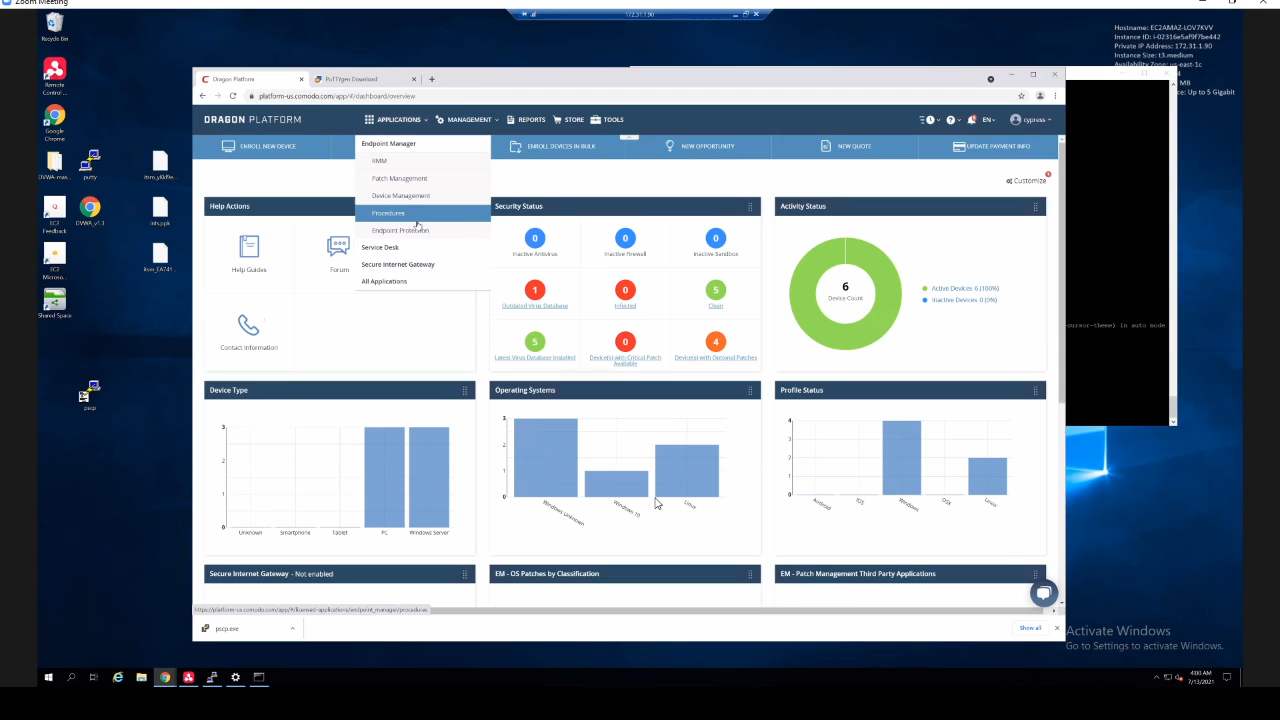 Zoom Meeting
172.31.1.90
Hostname: EC2AMAZ-LOV7KVV
Instance ID: i-02316e5af9f7be442
Private IP Address: 172.31.1.90
Instance Size: t3.medium
Availability Zone: us-east-1c
Up to 5 Gigabit
Recycle Bin
Remote
Control ...
Google
Chrome
DVWA-mas...
putty
EC2
Feedback
DVWA_v1.3
ints.ppk
EC2
Microso...
Shared Space
pscp
Dragon Platform
PuTTYgen Download
platform-us.comodo.com/app/#/dashboard/overview
DRAGON PLATFORM
APPLICATIONS
MANAGEMENT
REPORTS
STORE
TOOLS
EN
cypress
ENROLL NEW DEVICE
ENROLL DEVICES IN BULK
NEW OPPORTUNITY
NEW QUOTE
UPDATE PAYMENT INFO
Endpoint Manager
RMM
Patch Management
Device Management
Procedures
Endpoint Protection
Service Desk
Secure Internet Gateway
All Applications
Customize
Help Actions
Help Guides
Forum
Contact Information
Security Status
0
Inactive Antivirus
0
Inactive Firewall
0
Inactive Sandbox
1
Outdated Virus Database
0
Infected
5
Clean
5
Latest Virus Database Installed
0
Device(s) with Critical Patch
Available
4
Device(s) with Optional Patches
Activity Status
6
Device Count
Active Devices 6 (100%)
Inactive Devices 0 (0%)
-cursor-theme) in auto mode
Device Type
3
2
1
0
Unknown
Smartphone
Tablet
PC
Windows Server
Operating Systems
3
2
1
0
Windows Unknown
Windows 10
Linux
Profile Status
4
3
2
1
0
Android
IOS
Windows
OSX
Linux
Secure Internet Gateway - Not enabled
EM - OS Patches by Classification
EM - Patch Management Third Party Applications
https://platform-us.comodo.com/app/#/licensed-applications/endpoint_manager/procedures
pscp.exe
Show all
Activate Windows
Go to Settings to activate Windows.
4:00 AM
7/13/2021